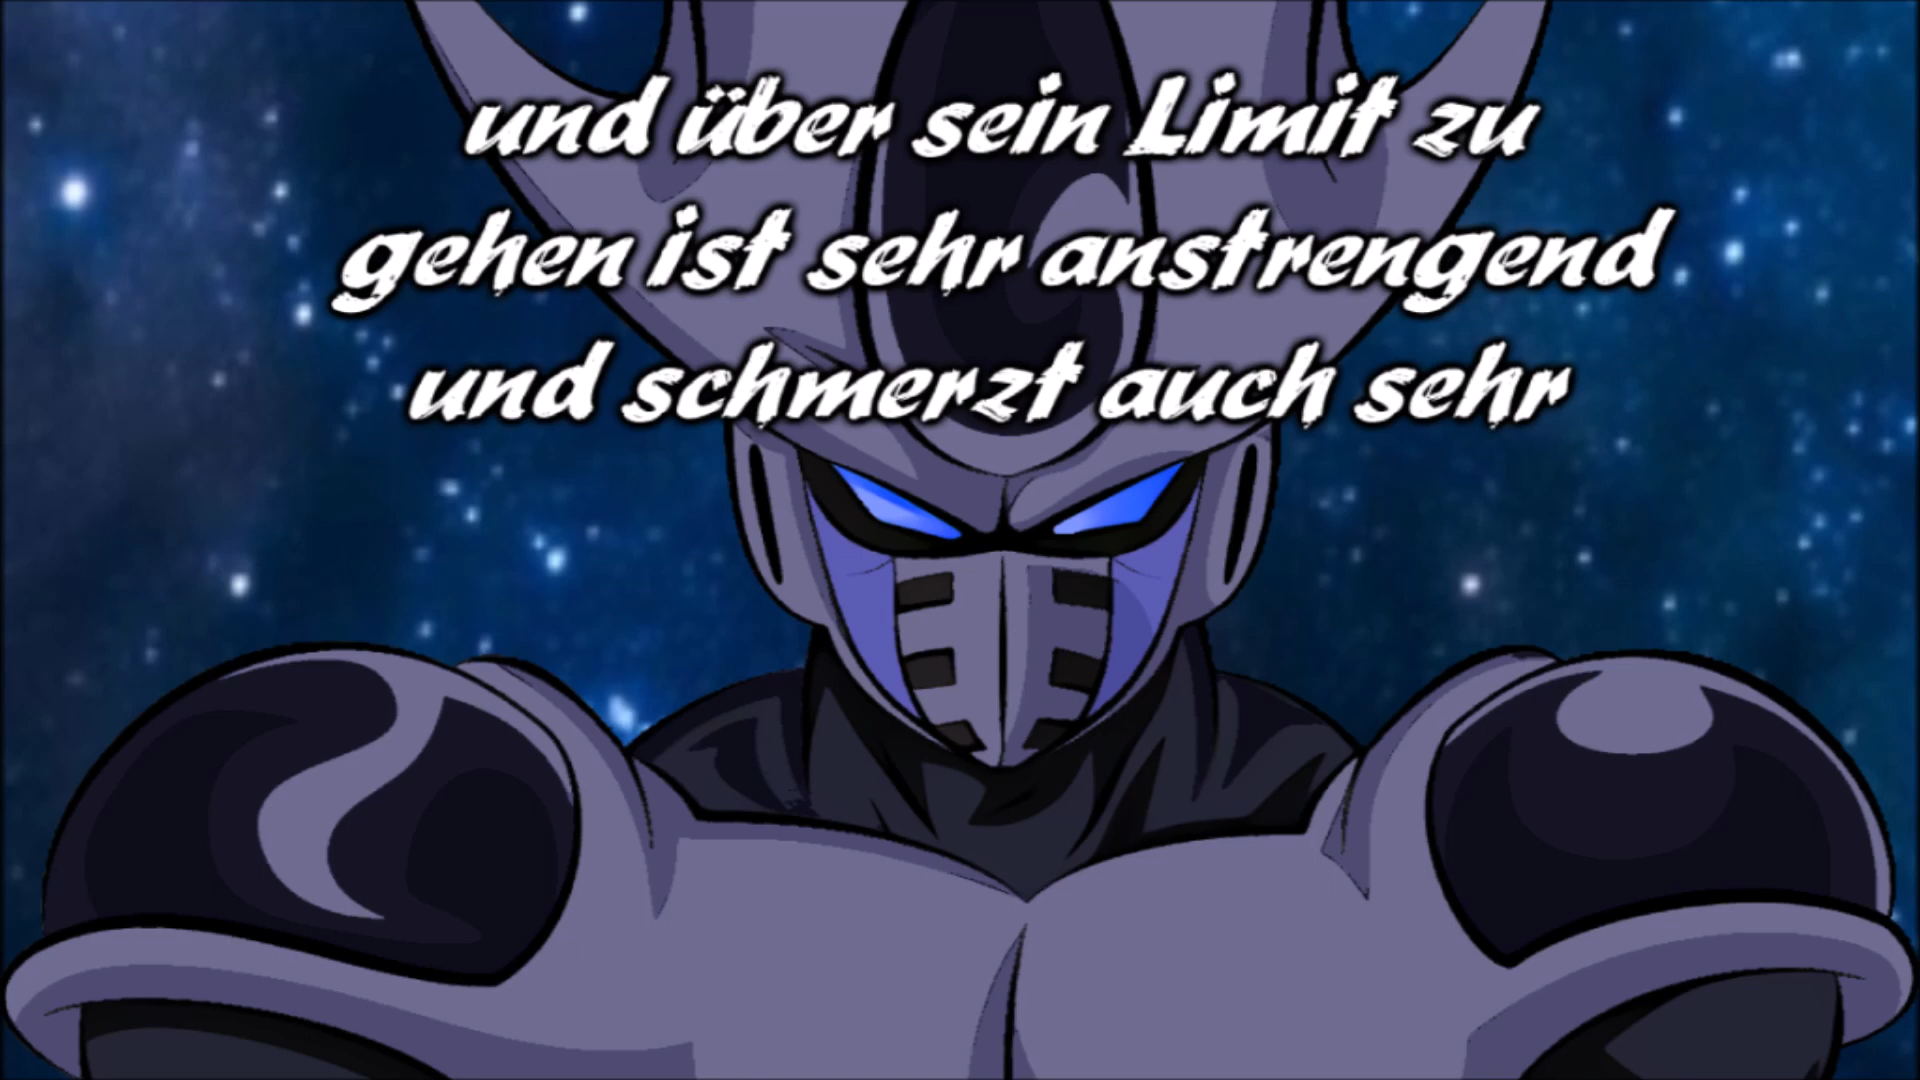 und über sein Limit zu
gehen ist sehr anstrengend
und schmerzt auch sehr